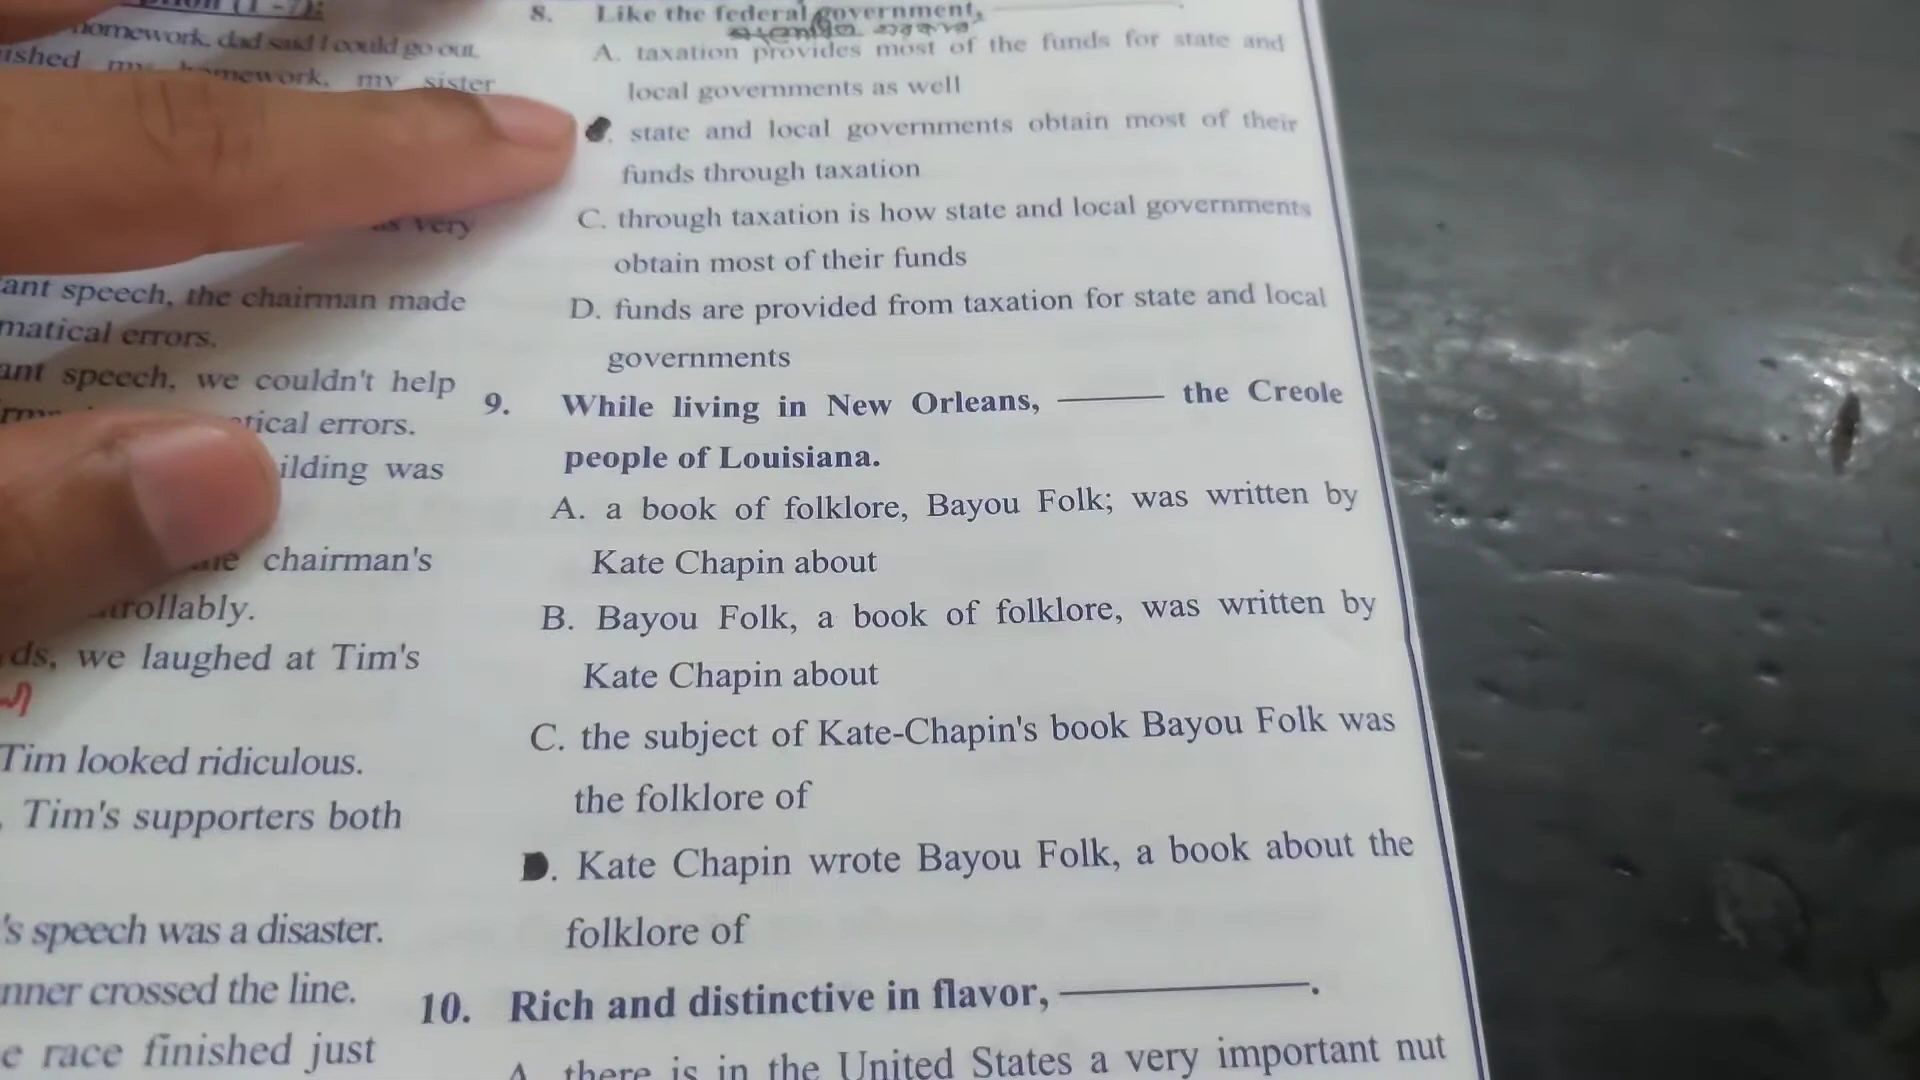 homework, dad said I could go out.
my homework, my sister
very
ant speech, the chairman made
matical errors.
ant speech, we couldn't help
tical errors.
ilding was
chairman's
trollably.
ds, we laughed at Tim's
Tim looked ridiculous.
. Tim's supporters both
's speech was a disaster.
nner crossed the line.
e race finished just
8. Like the federal government, ________.
A. taxation provides most of the funds for state and
local governments as well
state and local governments obtain most of their
funds through taxation
C. through taxation is how state and local governments
obtain most of their funds
D. funds are provided from taxation for state and local
governments
9. While living in New Orleans, ______ the Creole
people of Louisiana.
A. a book of folklore, Bayou Folk; was written by
Kate Chapin about
B. Bayou Folk, a book of folklore, was written by
Kate Chapin about
C. the subject of Kate-Chapin's book Bayou Folk was
the folklore of
D. Kate Chapin wrote Bayou Folk, a book about the
folklore of
10. Rich and distinctive in flavor, ________.
A. there is in the United States a very important nut